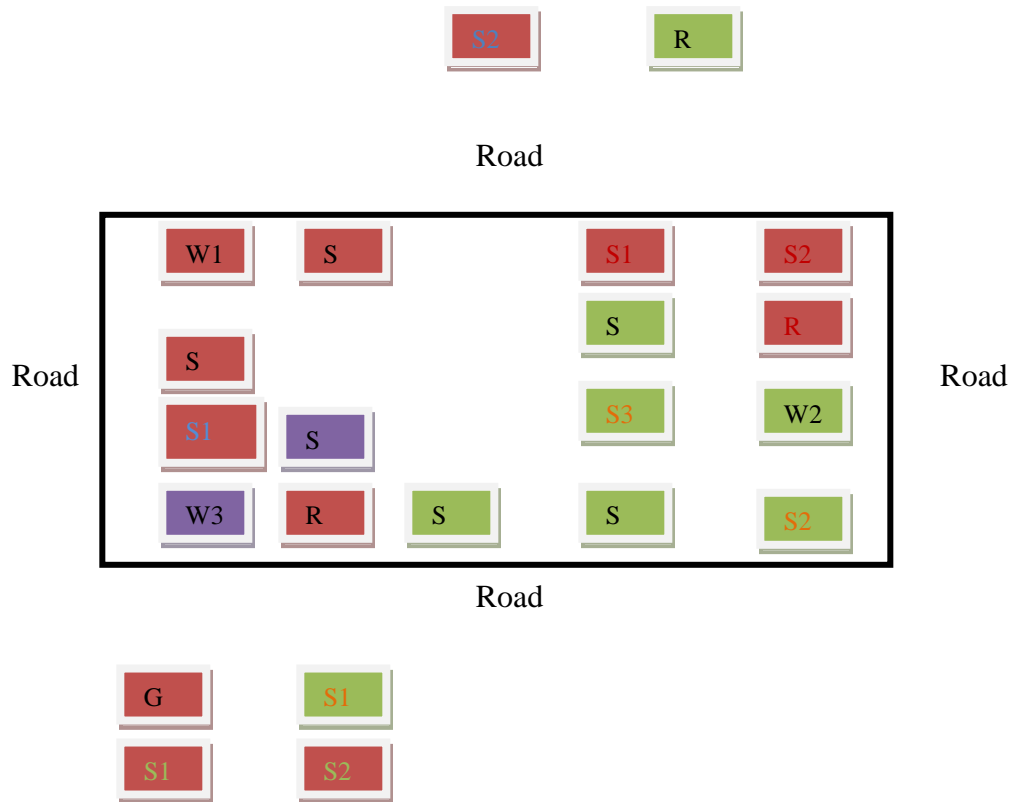 S2 R
Road
W1 S S1 S2
S R
S
Road Road
S1 S S3 W2
W3 R S S S2
Road
G S1
S1 S2